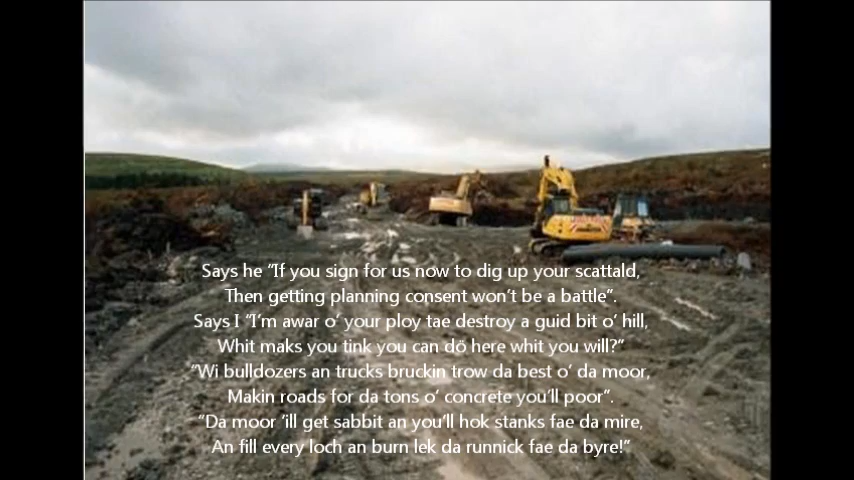 Says he “If you sign for us now to dig up your scattald,
Then getting planning consent won’t be a battle”.
Says I “I’m awar o’ your ploy tae destroy a guid bit o’ hill,
Whit maks you tink you can dö here whit you will?”
“Wi bulldozers an trucks bruckin trow da best o’ da moor,
Makin roads for da tons o’ concrete you’ll poor”.
“Da moor ‘ill get sabbit an you’ll hok stanks fae da mire,
An fill every loch an burn lek da runnick fae da byre!”